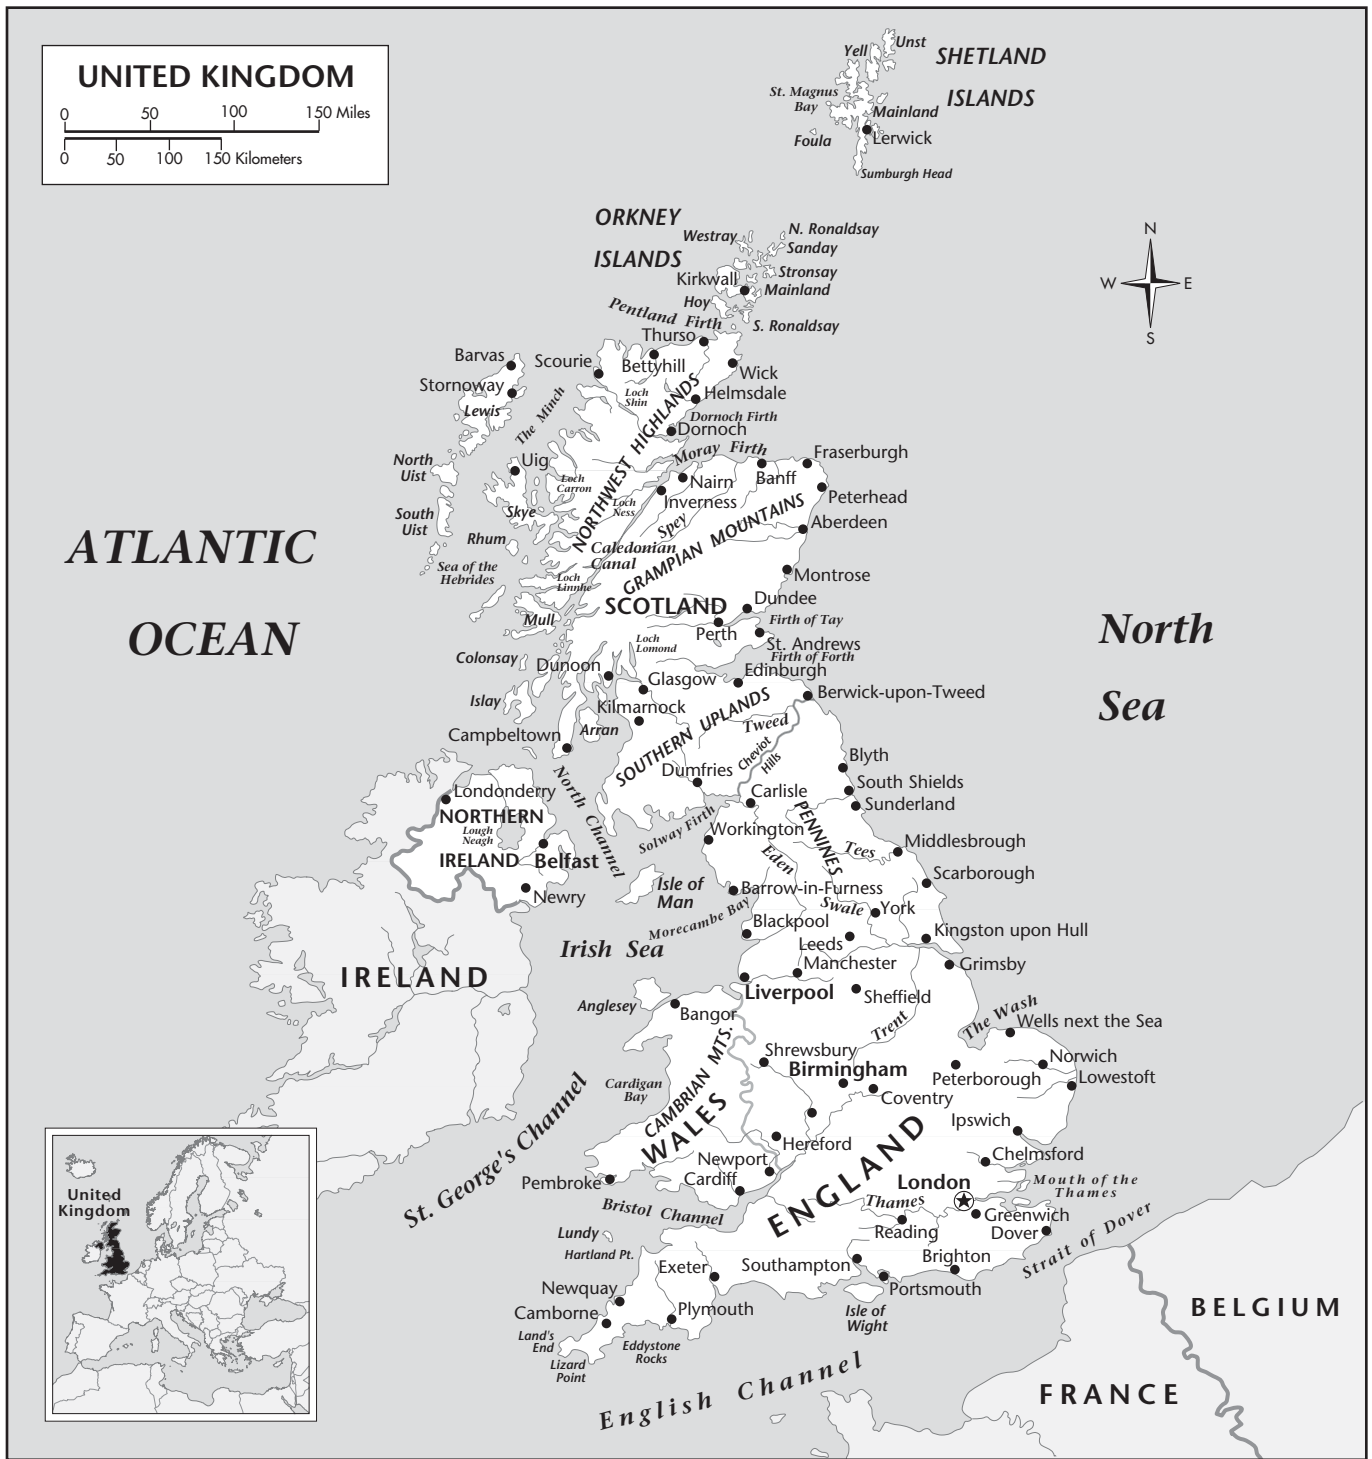 UNITED KINGDOM
0 50 100 150 Miles
0 50 100 150 Kilometers
Unst
Yell
SHETLAND
ISLANDS
St. Magnus
Bay
Mainland
Foula
Lerwick
Sumburgh Head
ORKNEY
ISLANDS
Westray
N. Ronaldsay
Sanday
Stronsay
Kirkwall
Mainland
Hoy
Pentland Firth
S. Ronaldsay
N
W E
S
Thurso
Barvas
Scourie
Bettyhill
Wick
Stornoway
Lewis
The Minch
Loch
Shin
Helmsdale
Dornoch Firth
Dornoch
NORTHWEST HIGHLANDS
Moray Firth
Fraserburgh
North
Uist
Uig
Loch
Carron
Nairn
Banff
Inverness
Peterhead
South
Uist
Skye
Loch
Ness
Spey
GRAMPIAN MOUNTAINS
Aberdeen
Rhum
Caledonian
Canal
Sea of the
Hebrides
Loch
Linnhe
Montrose
SCOTLAND
Dundee
Mull
Perth
Firth of Tay
St. Andrews
Firth of Forth
Loch
Lomond
Colonsay
Dunoon
Glasgow
Edinburgh
Islay
Kilmarnock
Berwick-upon-Tweed
Arran
SOUTHERN UPLANDS
Tweed
Campbeltown
Cheviot
Hills
Blyth
Dumfries
South Shields
Sunderland
ATLANTIC
OCEAN
North
Sea
North Channel
Londonderry
NORTHERN
Lough
Neagh
IRELAND
Belfast
Newry
Carlisle
Solway Firth
Workington
PENNINES
Tees
Middlesbrough
Eden
Scarborough
Isle of
Man
Barrow-in-Furness
Swale
York
Morecambe Bay
Blackpool
Kingston upon Hull
Irish Sea
Leeds
Manchester
Grimsby
IRELAND
Liverpool
Sheffield
Anglesey
Bangor
Trent
The Wash
Wells next the Sea
Shrewsbury
Norwich
Birmingham
Peterborough
Lowestoft
CAMBRIAN MTS.
Cardigan
Bay
Coventry
WALES
Ipswich
Hereford
ENGLAND
Chelmsford
St. George's Channel
Newport
Pembroke
Cardiff
London
Mouth of the
Thames
Bristol Channel
Thames
Greenwich
Reading
Dover
Lundy
Strait of Dover
Hartland Pt.
Exeter
Southampton
Brighton
Newquay
Portsmouth
Camborne
Plymouth
Isle of
Wight
Land's
End
Eddystone
Rocks
Lizard
Point
English Channel
BELGIUM
FRANCE
United
Kingdom